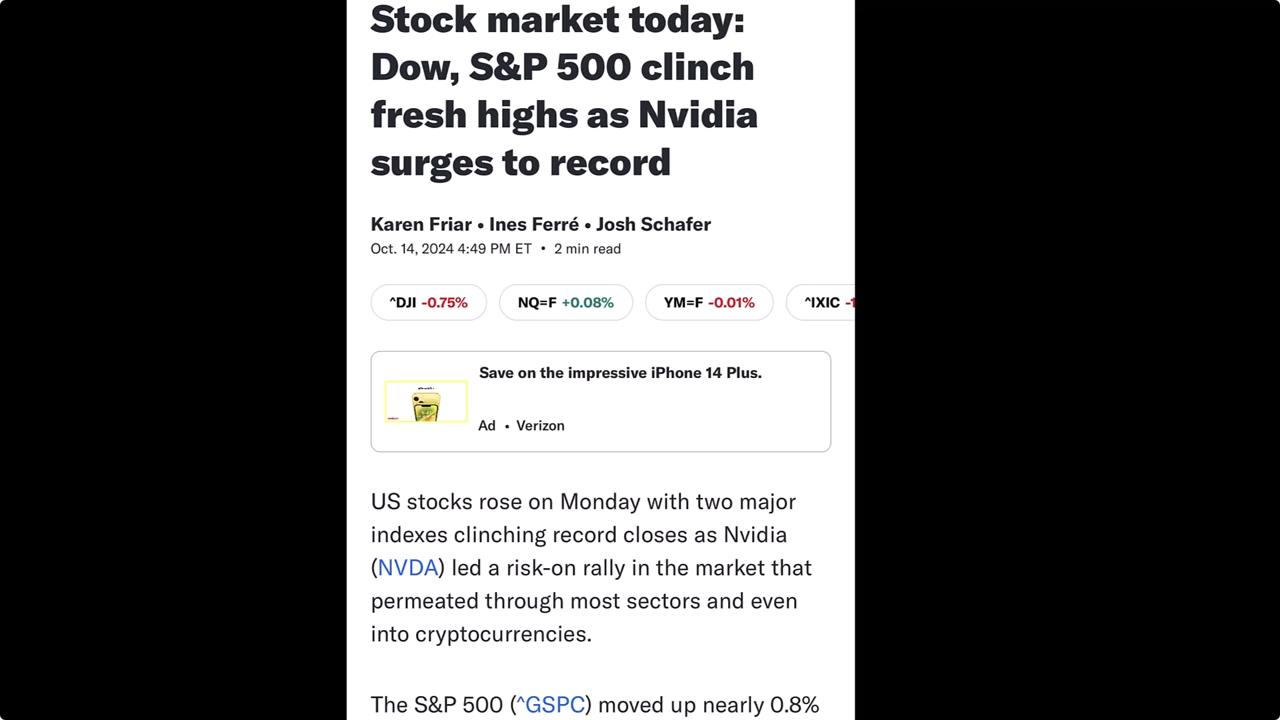 Stock market today:
Dow, S&P 500 clinch
fresh highs as Nvidia
surges to record
Karen Friar • Ines Ferré • Josh Schafer
Oct. 14, 2024 4:49 PM ET • 2 min read
^DJI -0.75% NQ=F +0.08% YM=F -0.01% ^IXIC -1
Save on the impressive iPhone 14 Plus.
Ad • Verizon
US stocks rose on Monday with two major
indexes clinching record closes as Nvidia
(NVDA) led a risk-on rally in the market that
permeated through most sectors and even
into cryptocurrencies.
The S&P 500 (^GSPC) moved up nearly 0.8%